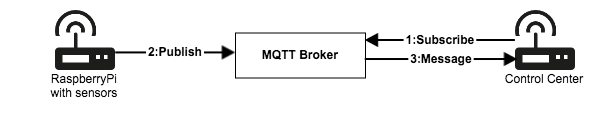 1:Subscribe
2:Publish
MQTT Broker
3:Message
RaspberryPi
with sensors
Control Center